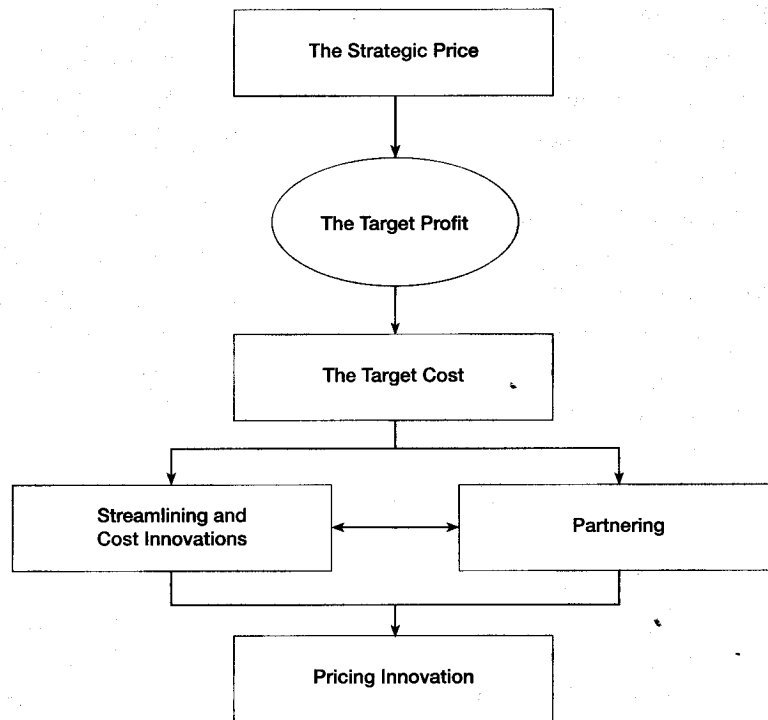 The Strategic Price
The Target Profit
The Target Cost
Streamlining and
Cost Innovations
Partnering
Pricing Innovation